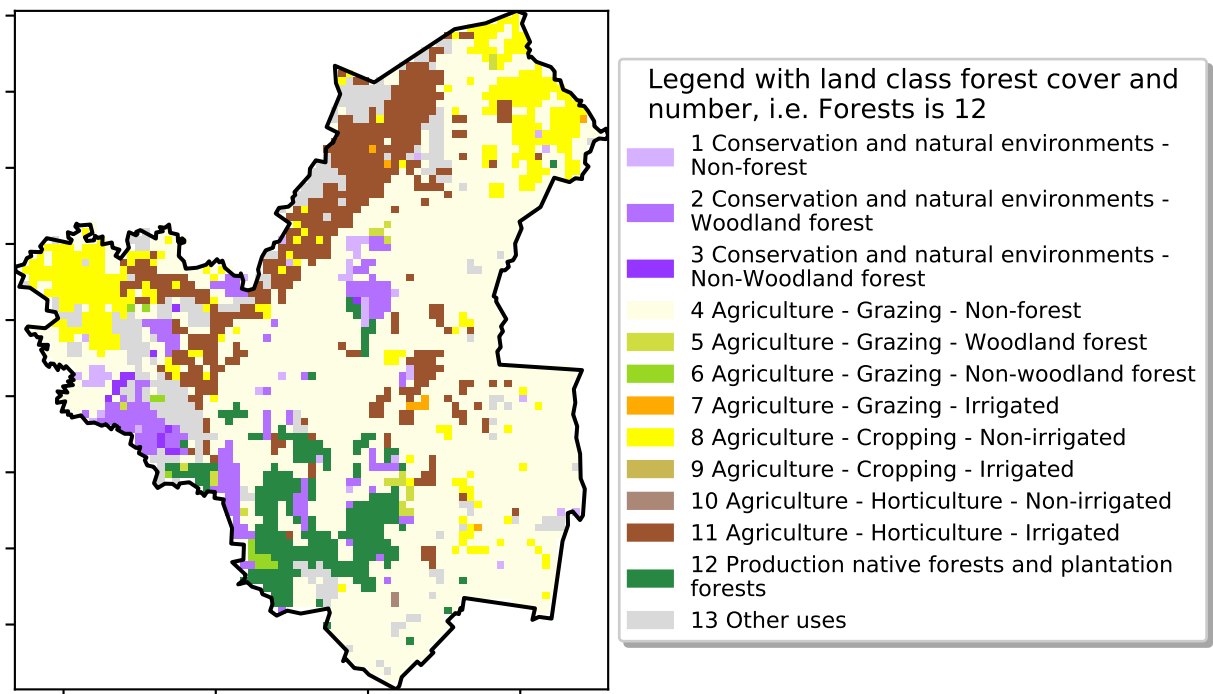 Legend with land class forest cover and
number, i.e. Forests is 12
1 Conservation and natural environments -
Non-forest
2 Conservation and natural environments -
Woodland forest
3 Conservation and natural environments -
Non-Woodland forest
4 Agriculture - Grazing - Non-forest
5 Agriculture - Grazing - Woodland forest
6 Agriculture - Grazing - Non-woodland forest
7 Agriculture - Grazing - Irrigated
8 Agriculture - Cropping - Non-irrigated
9 Agriculture - Cropping - Irrigated
10 Agriculture - Horticulture - Non-irrigated
11 Agriculture - Horticulture - Irrigated
12 Production native forests and plantation
forests
13 Other uses